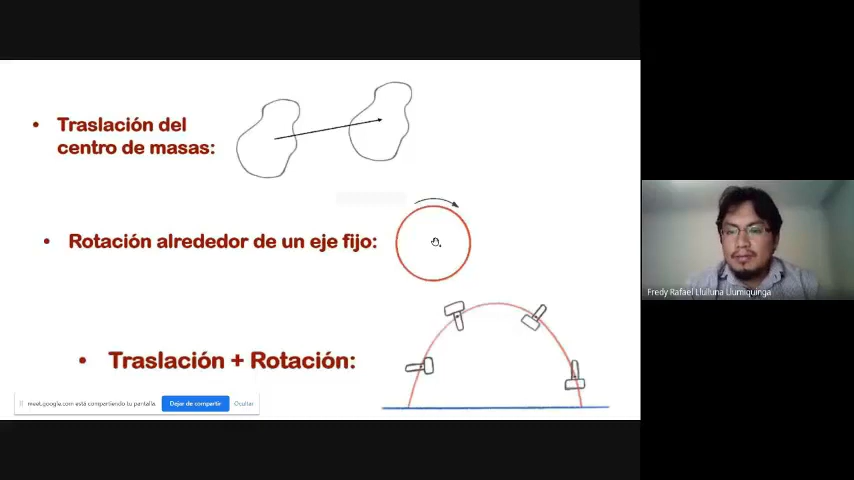 • Traslación del
centro de masas:
• Rotación alrededor de un eje fijo:
• Traslación + Rotación:
meet.google.com está compartiendo tu pantalla.
Dejar de compartir
Ocultar
Fredy Rafael Llulluna Llumiquinga